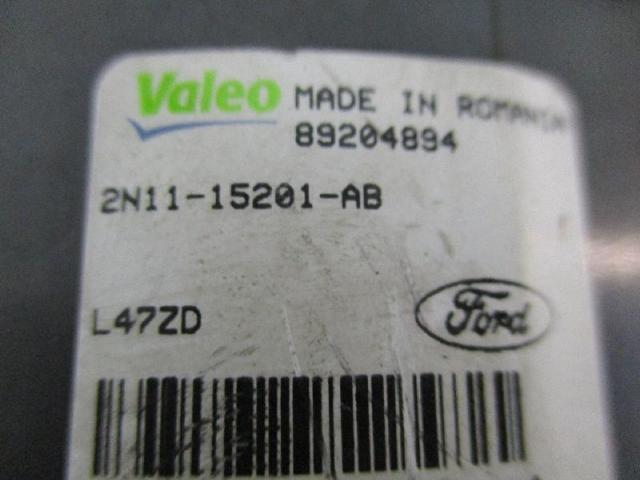 Valeo MADE IN ROMANIA
89204894
2N11-15201-AB
L47ZD
Ford